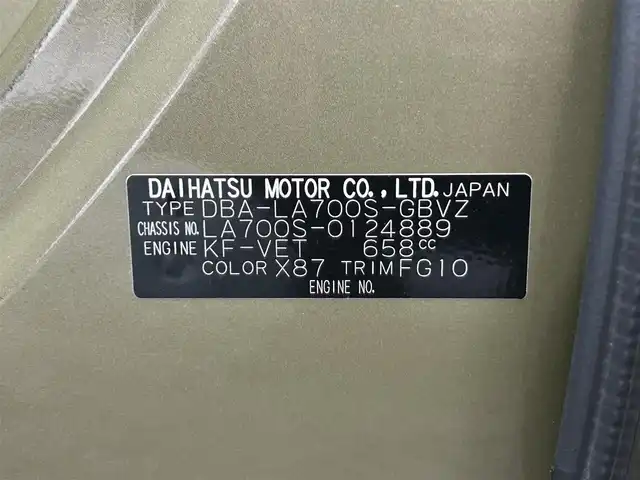 DAIHATSU MOTOR CO., LTD. JAPAN
TYPE DBA-LA700S-GBVZ
CHASSIS NO. LA700S-0124889
ENGINE KF-VET 658cc
COLOR X87 TRIM FG10
ENGINE NO.